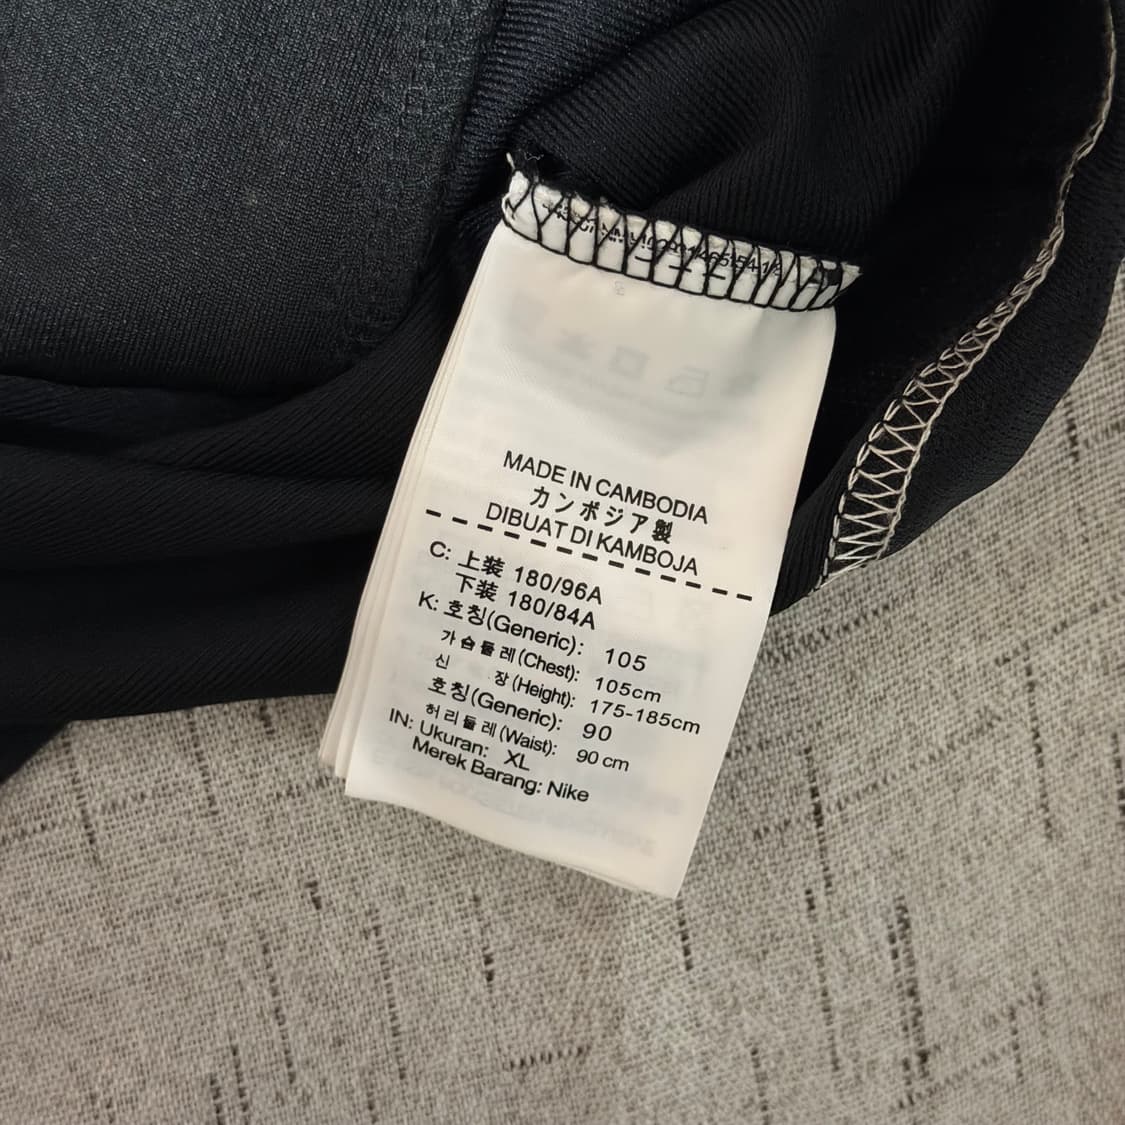 MADE IN CAMBODIA
カンボジア製
DIBUAT DI KAMBOJA
C: 上装 180/96A
下装 180/84A
K: 호칭(Generic): 105
가슴둘레(Chest): 105cm
신 장(Height): 175-185cm
호칭(Generic): 90
허리둘레(Waist): 90 cm
IN: Ukuran: XL
Merek Barang: Nike